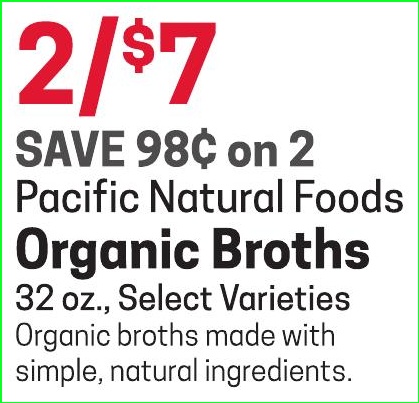 2/$7
SAVE 98¢ on 2
Pacific Natural Foods
Organic Broths
32 oz., Select Varieties
Organic broths made with
simple, natural ingredients.